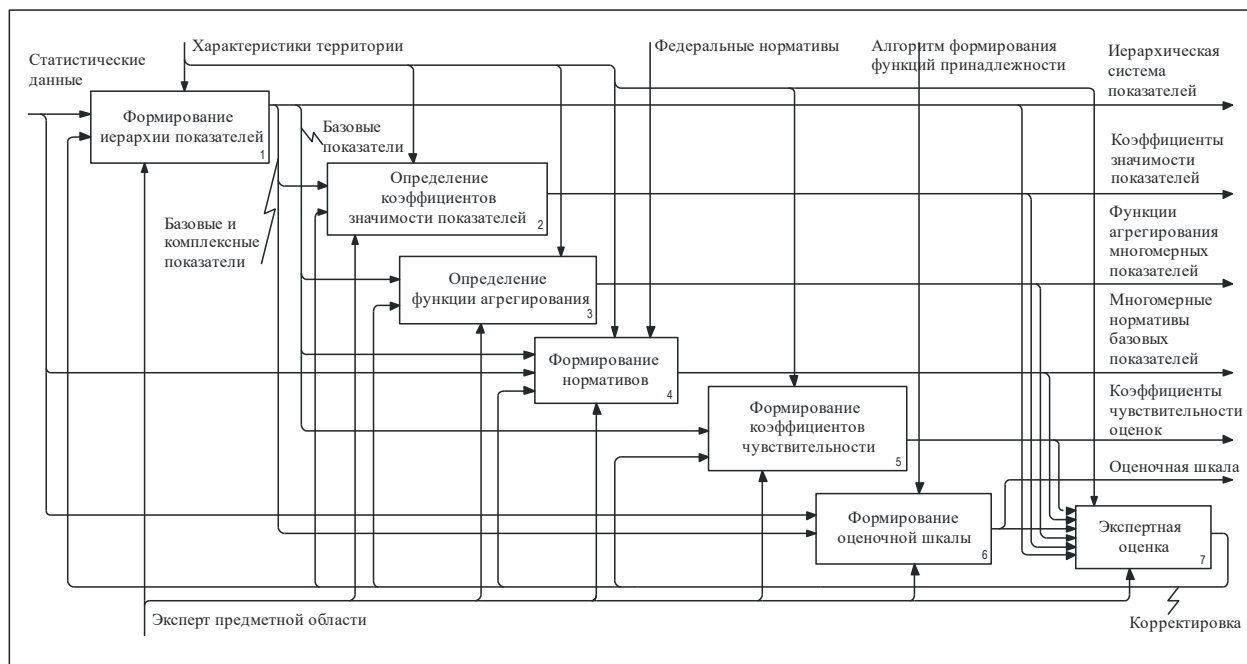 Характеристики территории
Федеральные нормативы
Алгоритм формирования
функций принадлежности
Иерархическая
система
показателей
Статистические
данные
Формирование
иерархии показателей
1
Базовые
показатели
Коэффициенты
значимости
показателей
Определение
коэффициентов
значимости показателей
2
Базовые и
комплексные
показатели
Функции
агрегирования
многомерных
показателей
Определение
функции агрегирования
3
Многомерные
нормативы
базовых
показателей
Формирование
нормативов
4
Коэффициенты
чувствительности
оценок
Формирование
коэффициентов
чувствительности
5
Оценочная шкала
Формирование
оценочной шкалы
6
Экспертная
оценка
7
Эксперт предметной области
Корректировка